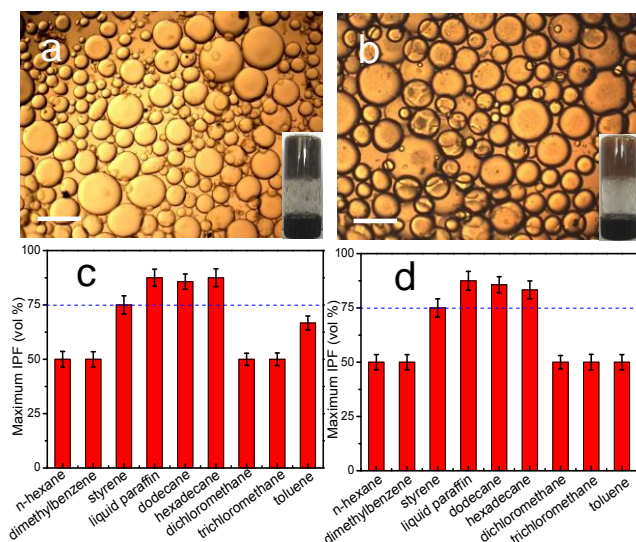 a
b
c
Maximum IPF (vol %)
100
75
50
25
0
n-hexane
dimethylbenzene
styrene
liquid paraffin
dodecane
hexadecane
dichloromethane
trichloromethane
toluene
d
Maximum IPF (vol %)
100
75
50
25
0
n-hexane
dimethylbenzene
styrene
liquid paraffin
dodecane
hexadecane
dichloromethane
trichloromethane
toluene